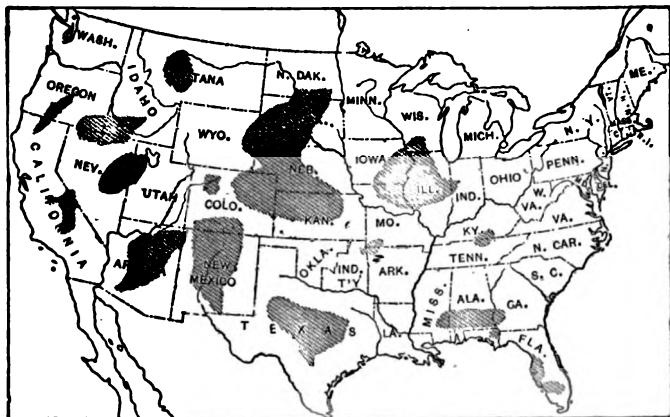 WASH.
TANA
N. DAK.
MINN.
ME.
OREGON
IDAHO
WYO.
WIS.
MICH.
N. Y.
NEV.
UTAH
COLO.
NEB.
KAN.
IOWA
ILL.
IND.
OHIO
PENN.
W. VA.
VA.
CALIFORNIA
MO.
KY.
N. CAR.
TENN.
S. C.
NEW MEXICO
OKLA.
IND. T'Y
ARK.
MISS.
ALA.
GA.
TEXAS
LA.
FLA.